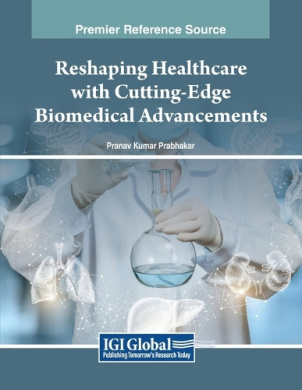 Premier Reference Source
Reshaping Healthcare
with Cutting-Edge
Biomedical Advancements
Pranav Kumar Prabhakar
IGI Global
Publishing Tomorrow's Research Today